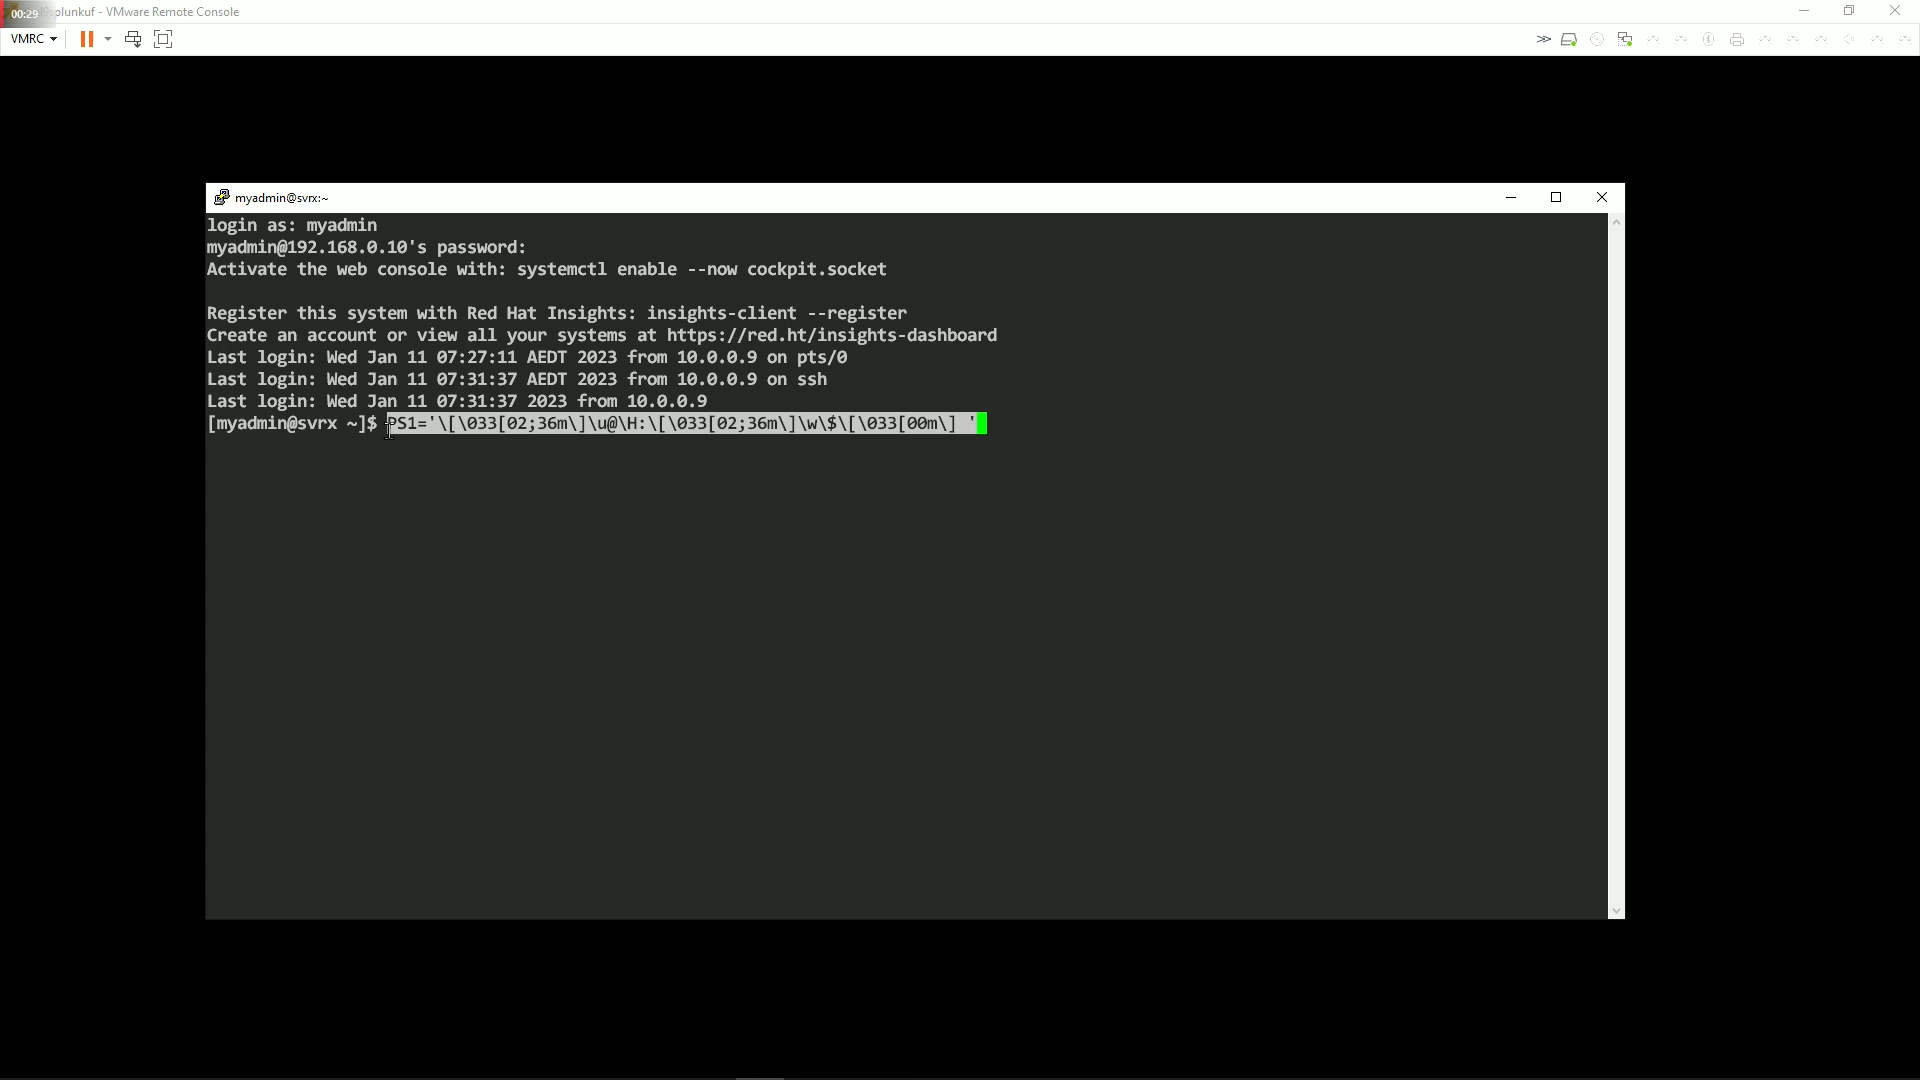 00:29 splunkuf - VMware Remote Console
VMRC
myadmin@svrx:~
login as: myadmin
myadmin@192.168.0.10's password:
Activate the web console with: systemctl enable --now cockpit.socket
Register this system with Red Hat Insights: insights-client --register
Create an account or view all your systems at https://red.ht/insights-dashboard
Last login: Wed Jan 11 07:27:11 AEDT 2023 from 10.0.0.9 on pts/0
Last login: Wed Jan 11 07:31:37 AEDT 2023 from 10.0.0.9 on ssh
Last login: Wed Jan 11 07:31:37 2023 from 10.0.0.9
[myadmin@svrx ~]$ PS1='\[\033[02;36m\]\u@\H:\[\033[02;36m\]\w\$\[\033[00m\] '